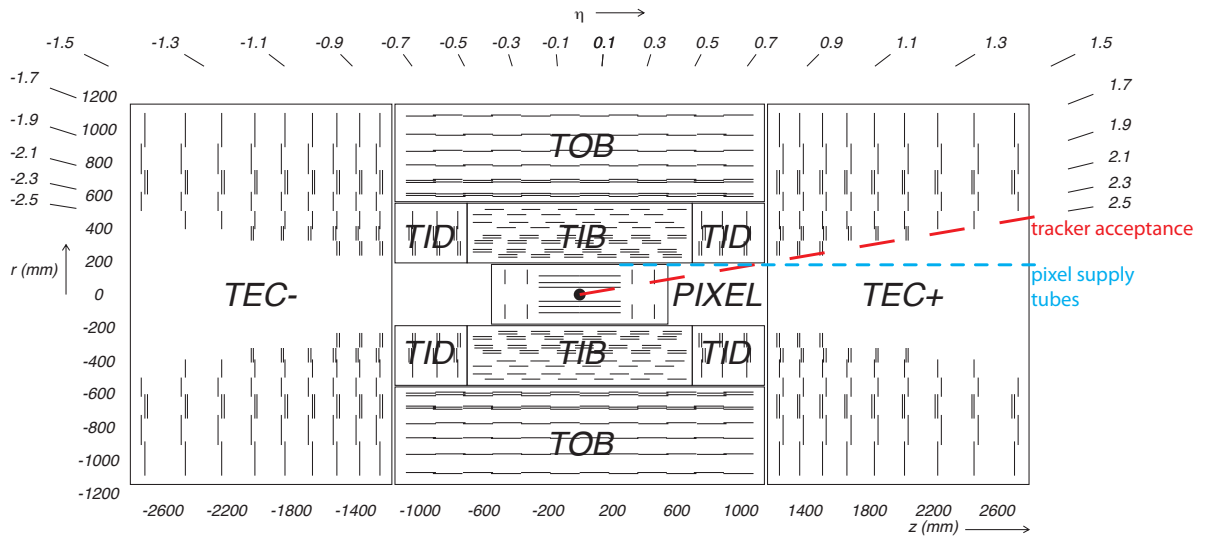 η
-1.5 -1.3 -1.1 -0.9 -0.7 -0.5 -0.3 -0.1 0.1 0.3 0.5 0.7 0.9 1.1 1.3 1.5
-1.7 1200 1.7
-1.9 1000 1.9
TOB
-2.1 800 2.1
-2.3 600 2.3
-2.5 2.5
400
TID TIB TID
tracker acceptance
r (mm) 200
pixel supply
tubes
0
TEC- PIXEL TEC+
-200
TID TIB TID
-400
-600
-800
TOB
-1000
-1200
-2600 -2200 -1800 -1400 -1000 -600 -200 200 600 1000 1400 1800 2200 2600
z (mm)